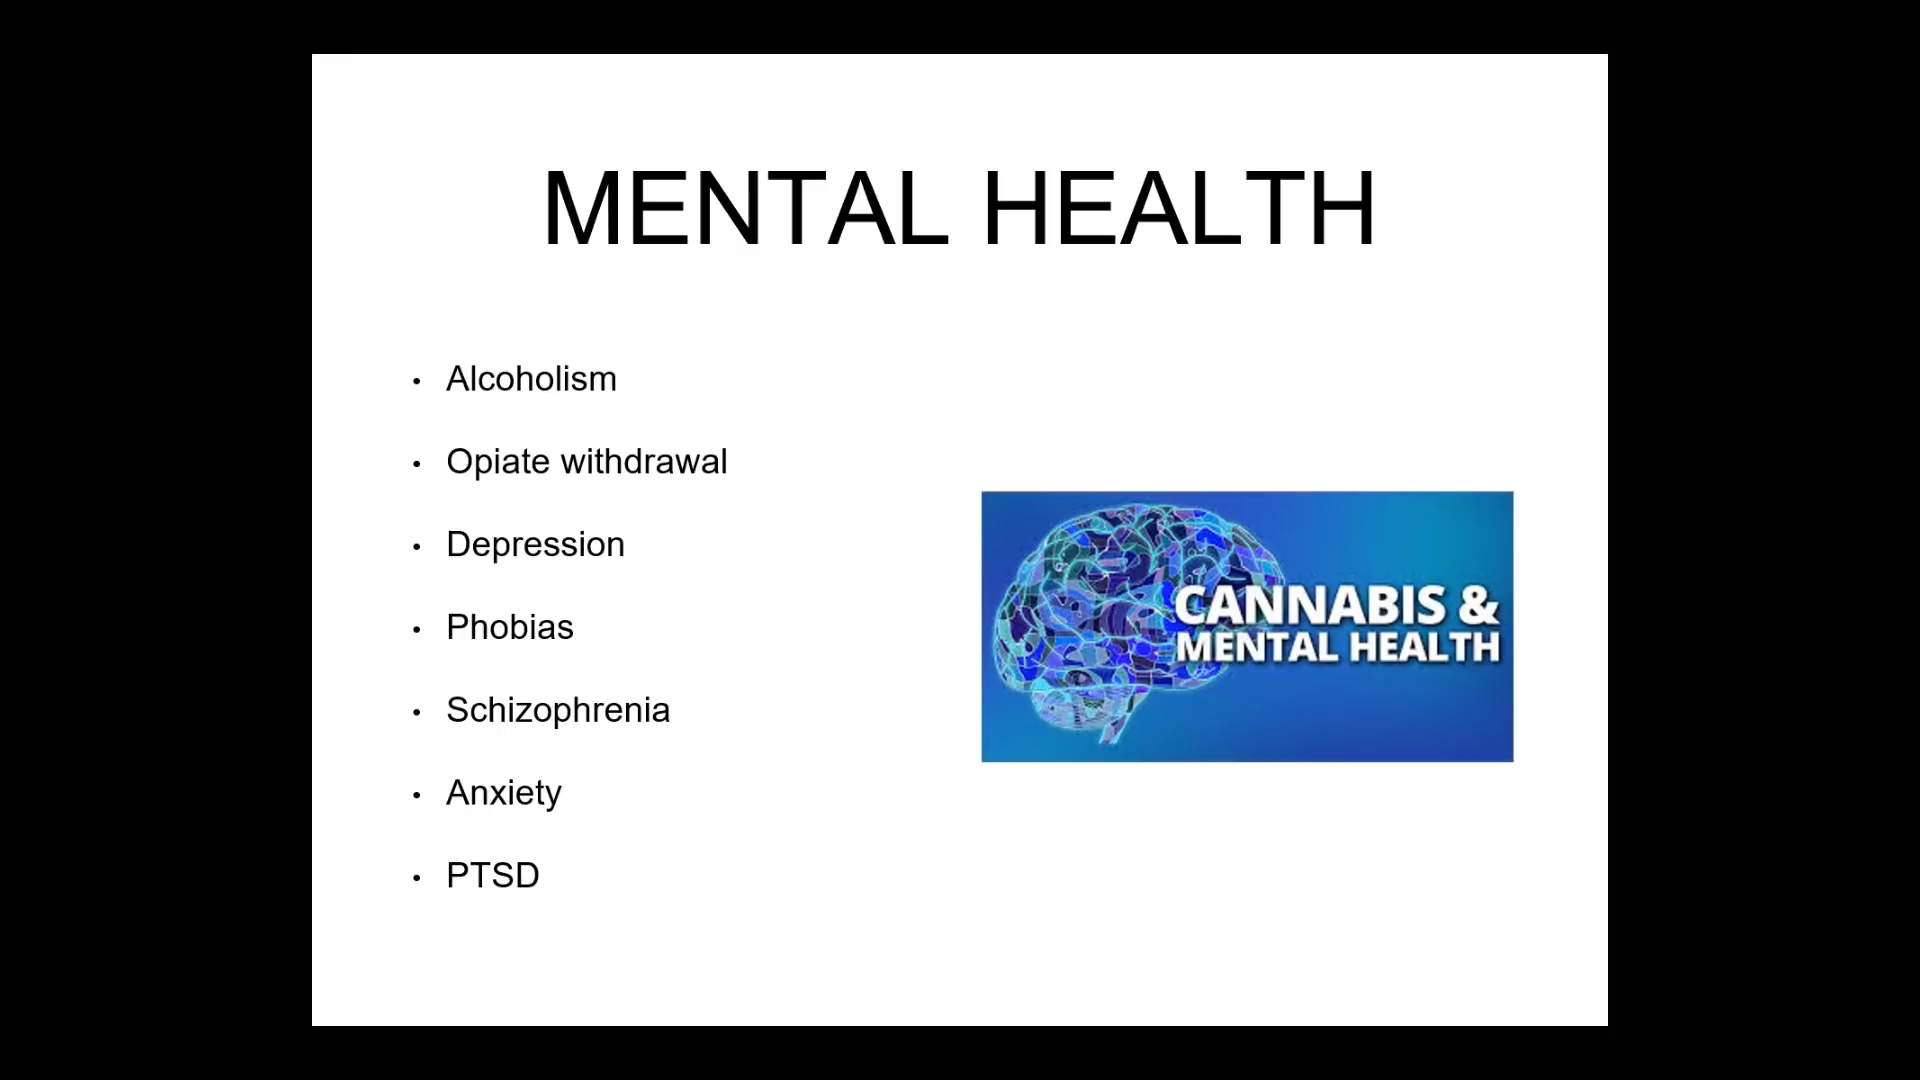 MENTAL HEALTH
• Alcoholism
• Opiate withdrawal
• Depression
• Phobias
• Schizophrenia
• Anxiety
• PTSD
CANNABIS &
MENTAL HEALTH